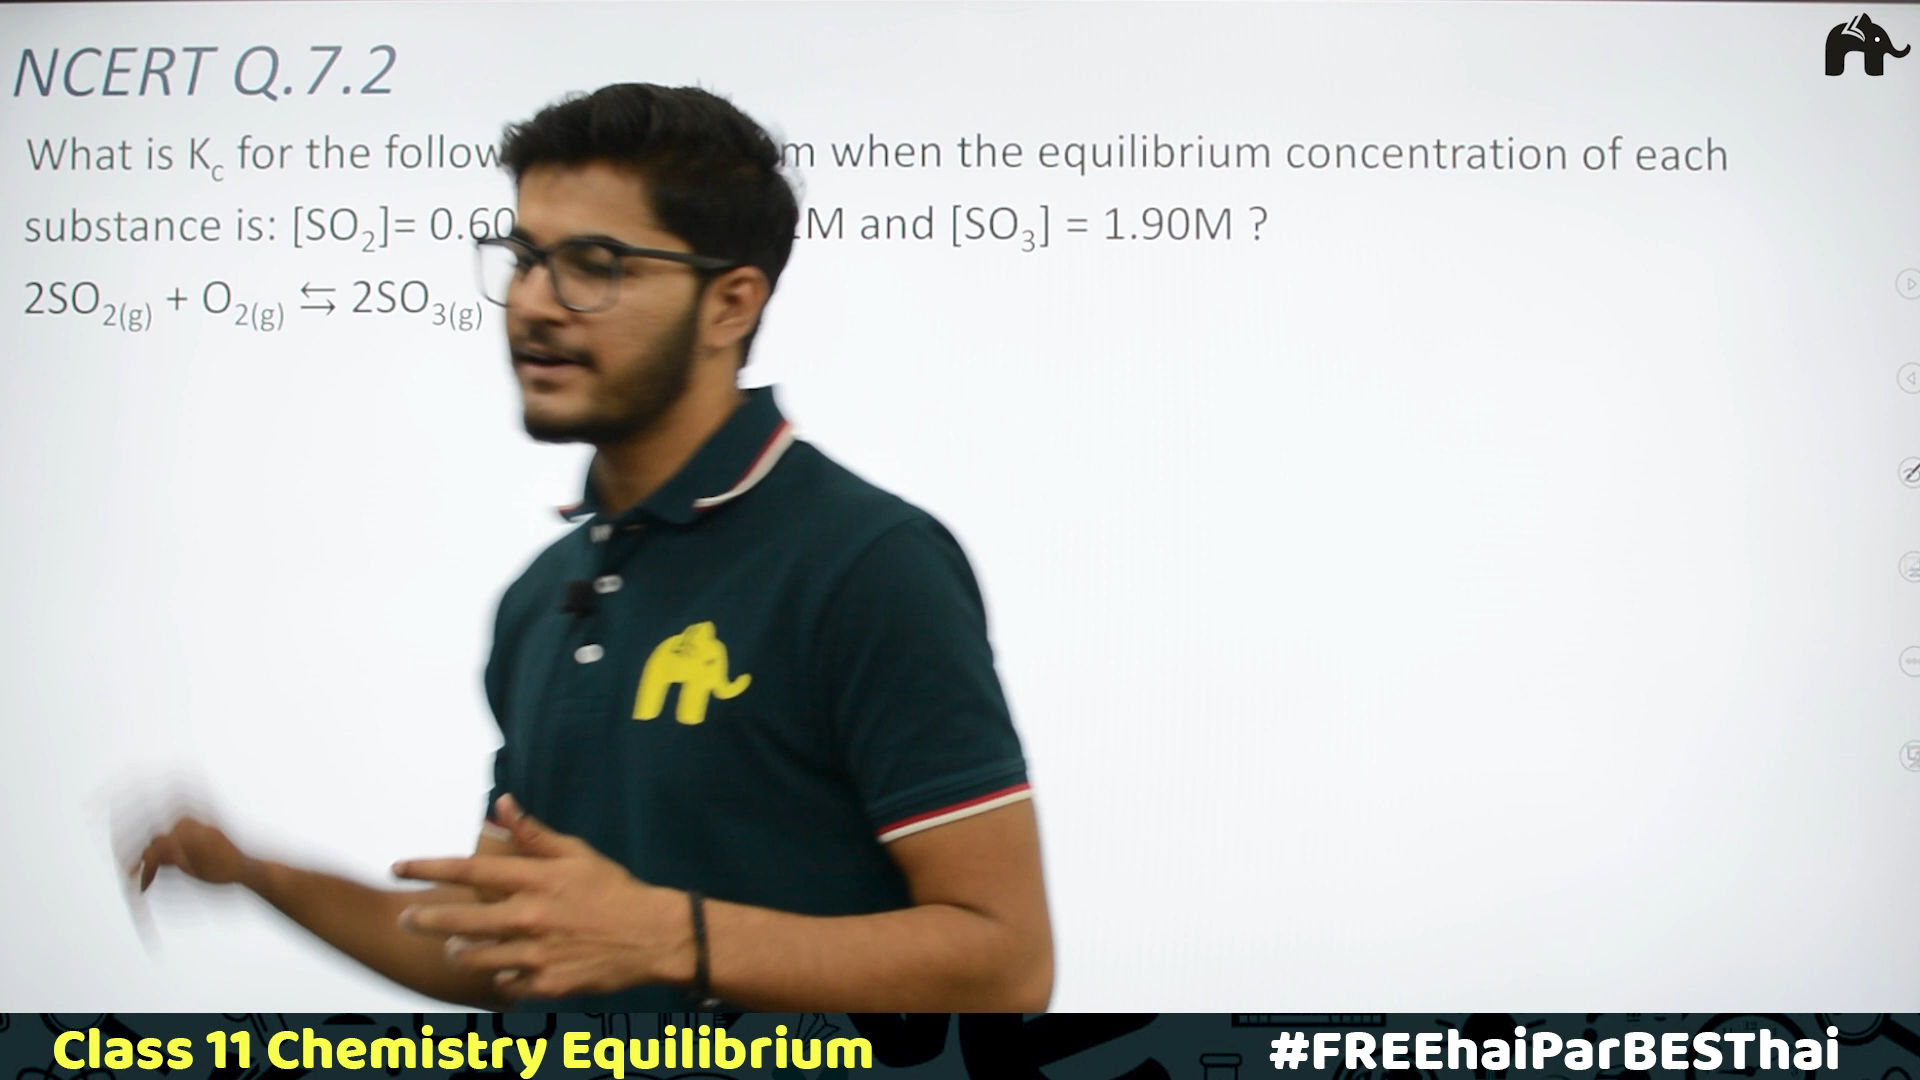 NCERT Q.7.2
What is Kc for the follow m when the equilibrium concentration of each
substance is: [SO2]= 0.60 M and [SO3] = 1.90M ?
2SO2(g) + O2(g) ⇆ 2SO3(g)
Class 11 Chemistry Equilibrium
#FREEhaiParBESThai